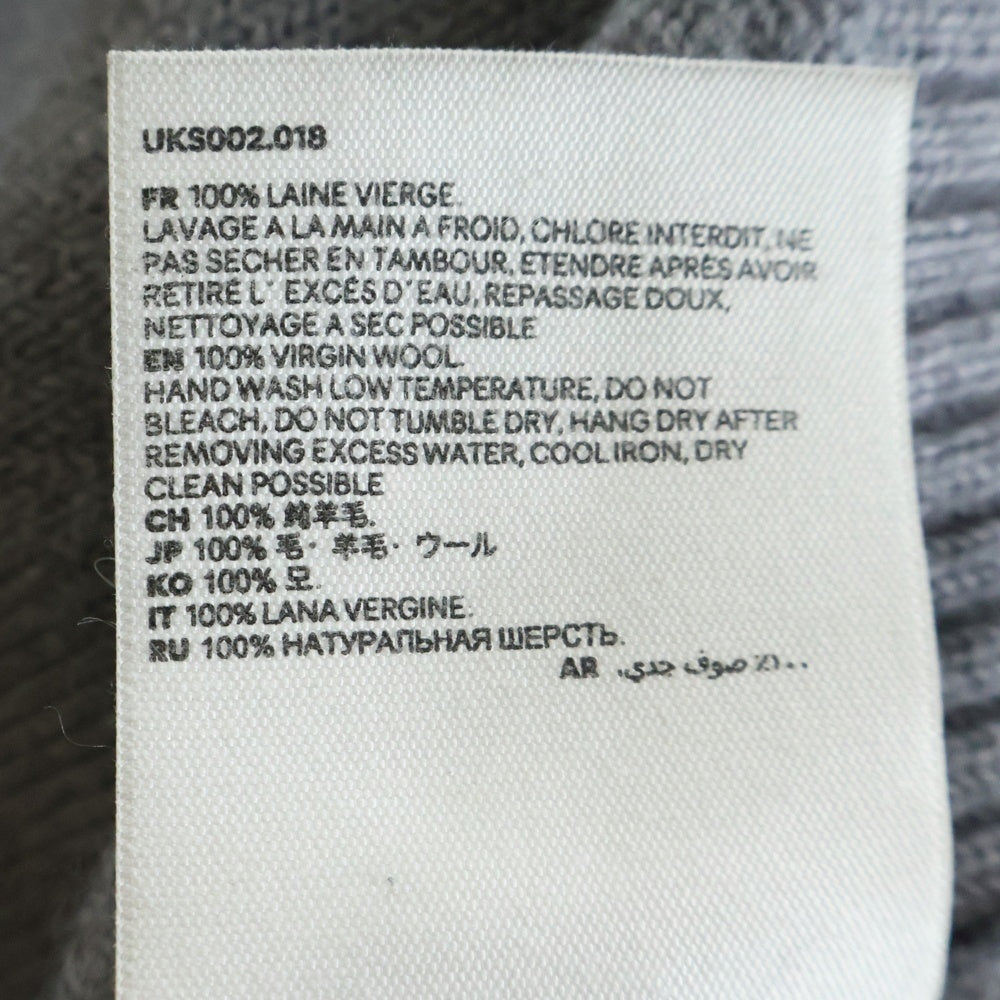 UKS002.018
FR 100% LAINE VIERGE.
LAVAGE A LA MAIN A FROID, CHLORE INTERDIT, NE
PAS SECHER EN TAMBOUR, ETENDRE APRÉS AVOIR
RETIRÉ L' EXCÉS D'EAU, REPASSAGE DOUX,
NETTOYAGE A SEC POSSIBLE
EN 100% VIRGIN WOOL.
HAND WASH LOW TEMPERATURE, DO NOT
BLEACH, DO NOT TUMBLE DRY, HANG DRY AFTER
REMOVING EXCESS WATER, COOL IRON, DRY
CLEAN POSSIBLE
CH 100% 純羊毛.
JP 100% 毛・羊毛・ウール
KO 100% 모.
IT 100% LANA VERGINE.
RU 100% НАТУРАЛЬНАЯ ШЕРСТЬ.
AR ١٠٠٪ صوف جدي.